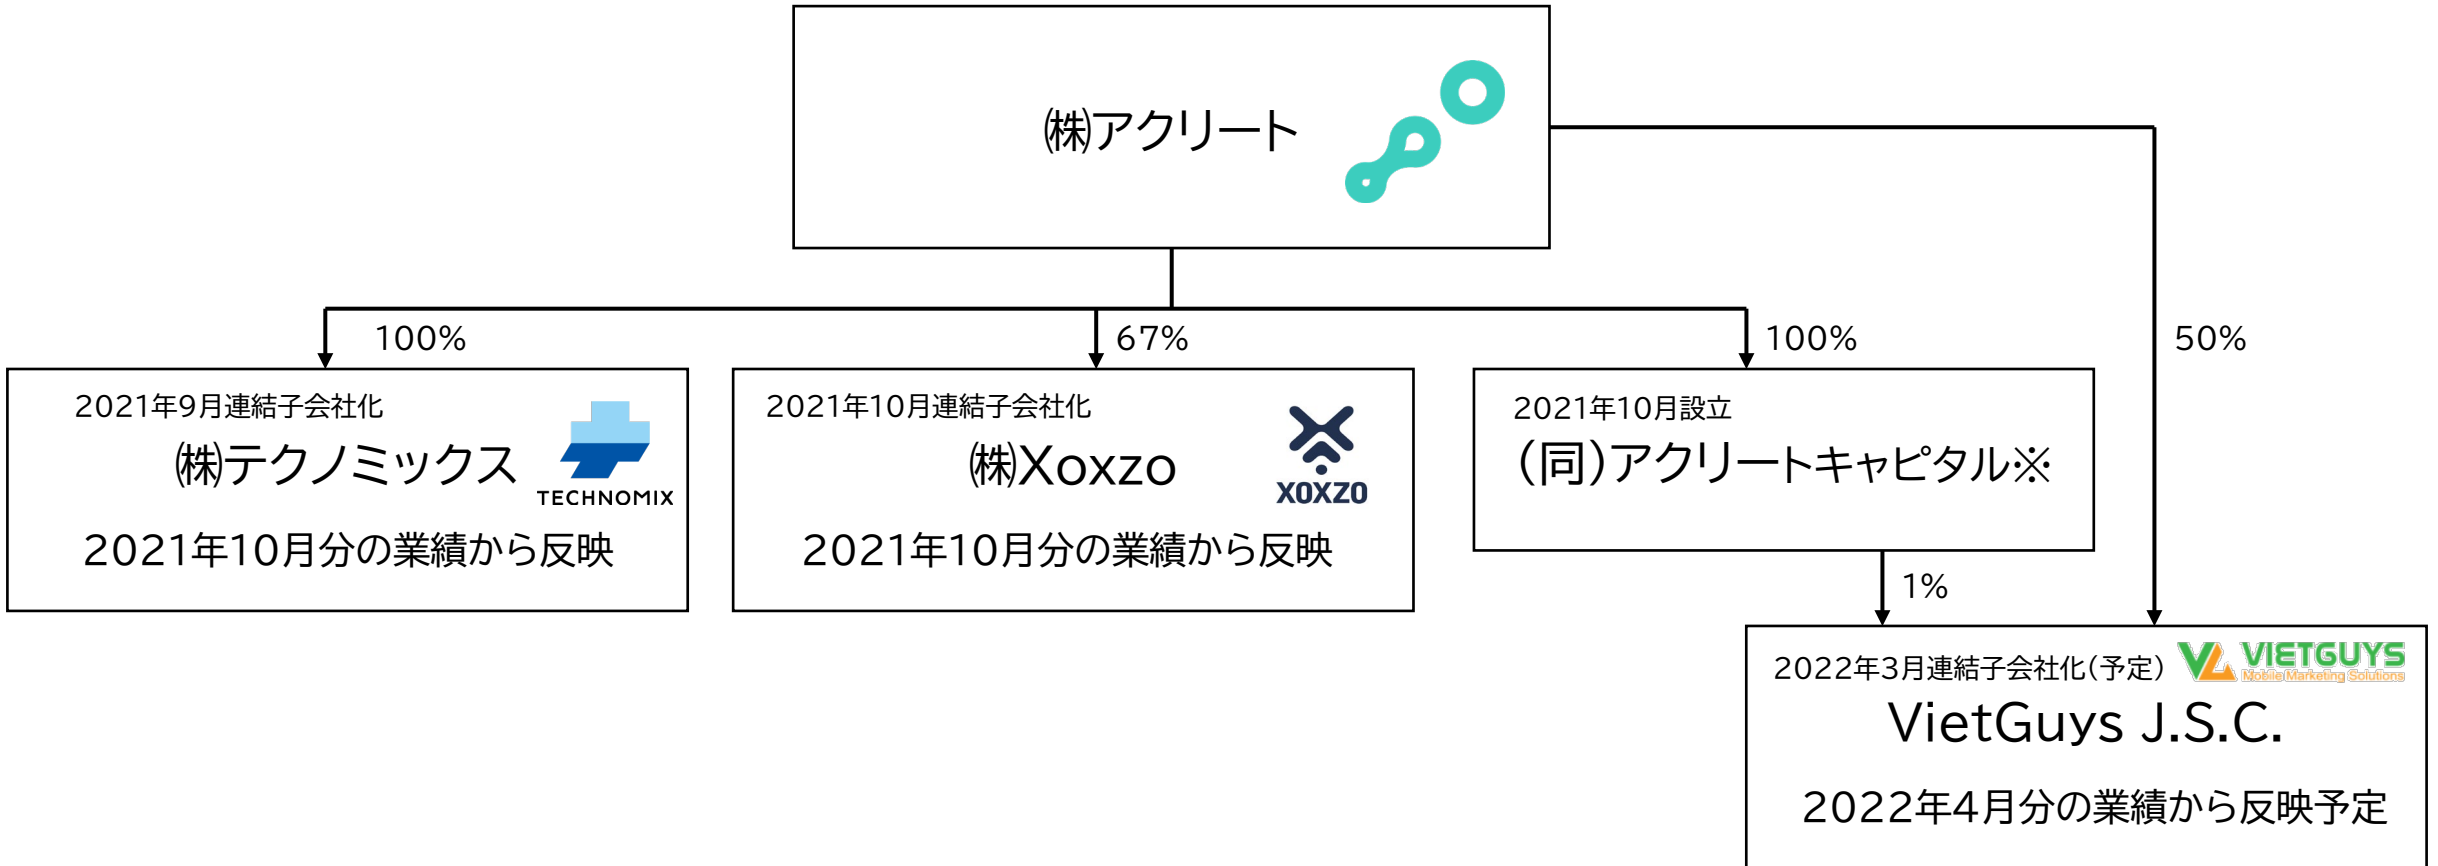 ㈱アクリート
100%
67%
100%
50%
2021年9月連結子会社化
㈱テクノミックス
TECHNOMIX
2021年10月分の業績から反映
2021年10月連結子会社化
㈱Xoxzo
XOXZO
2021年10月分の業績から反映
2021年10月設立
(同)アクリートキャピタル※
1%
2022年3月連結子会社化(予定)
VIETGUYS
Mobile Marketing Solutions
VietGuys J.S.C.
2022年4月分の業績から反映予定